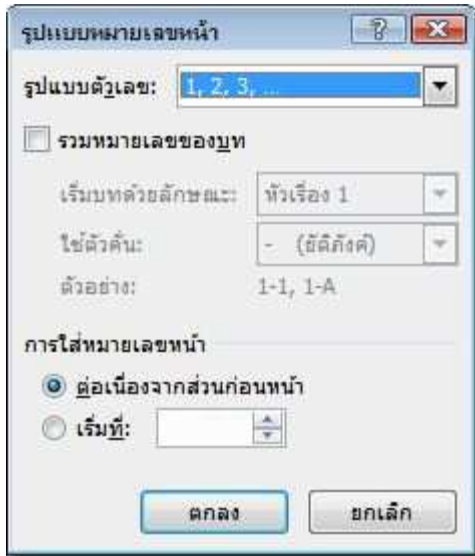 รูปแบบหมายเลขหน้า
รูปแบบตัวเลข: 1, 2, 3, ...
รวมหมายเลขของบท
เริ่มบทด้วยลักษณะ: หัวเรื่อง 1
ใช้ตัวคั่น: - (ยัติภังค์)
ตัวอย่าง: 1-1, 1-A
การใส่หมายเลขหน้า
ต่อเนื่องจากส่วนก่อนหน้า
เริ่มที่:
ตกลง ยกเลิก